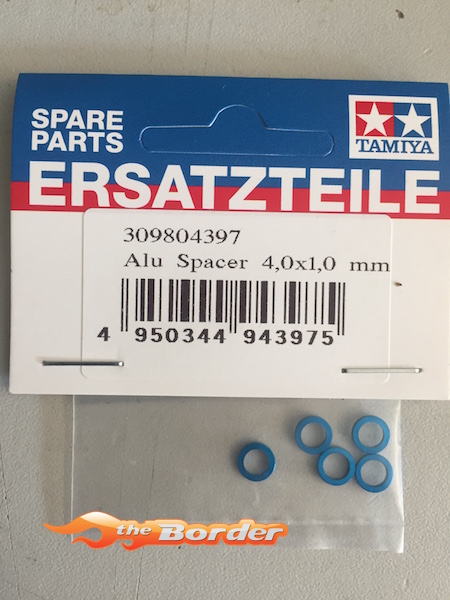 SPARE
PARTS
TAMIYA
ERSATZTEILE
309804397
Alu Spacer 4,0x1,0 mm
4 950344 943975
the Border